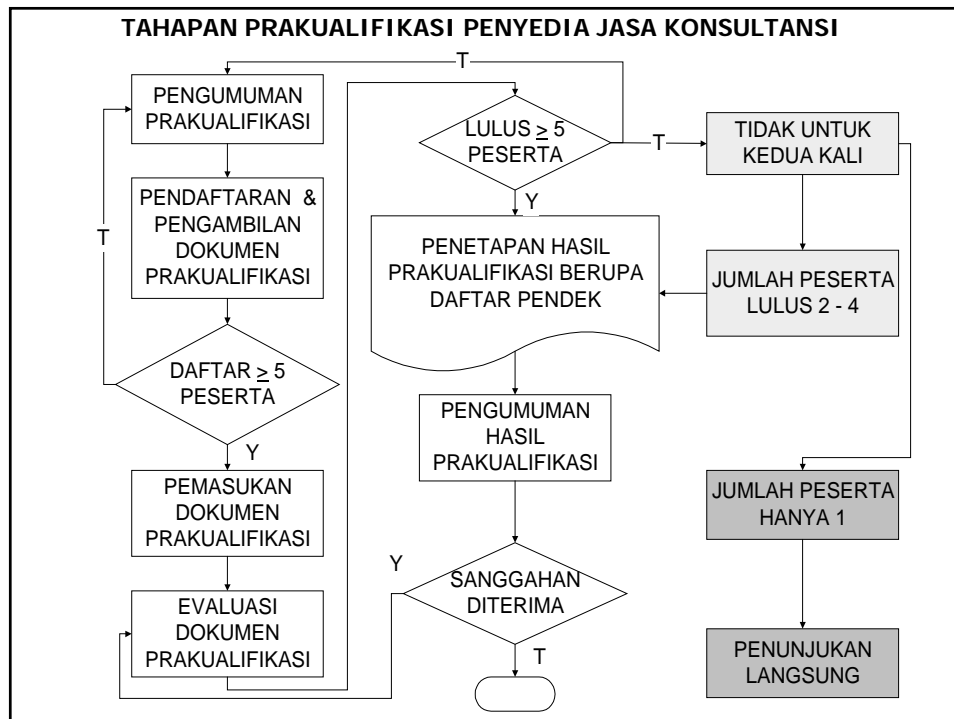 TAHAPAN PRAKUALIFIKASI PENYEDIA JASA KONSULTANSI
PENGUMUMAN
PRAKUALIFIKASI
PENDAFTARAN &
PENGAMBILAN
DOKUMEN
PRAKUALIFIKASI
T
DAFTAR ≥ 5
PESERTA
Y
PEMASUKAN
DOKUMEN
PRAKUALIFIKASI
EVALUASI
DOKUMEN
PRAKUALIFIKASI
T
LULUS ≥ 5
PESERTA
T
Y
PENETAPAN HASIL
PRAKUALIFIKASI BERUPA
DAFTAR PENDEK
PENGUMUMAN
HASIL
PRAKUALIFIKASI
Y
SANGGAHAN
DITERIMA
T
TIDAK UNTUK
KEDUA KALI
JUMLAH PESERTA
LULUS 2 - 4
JUMLAH PESERTA
HANYA 1
PENUNJUKAN
LANGSUNG